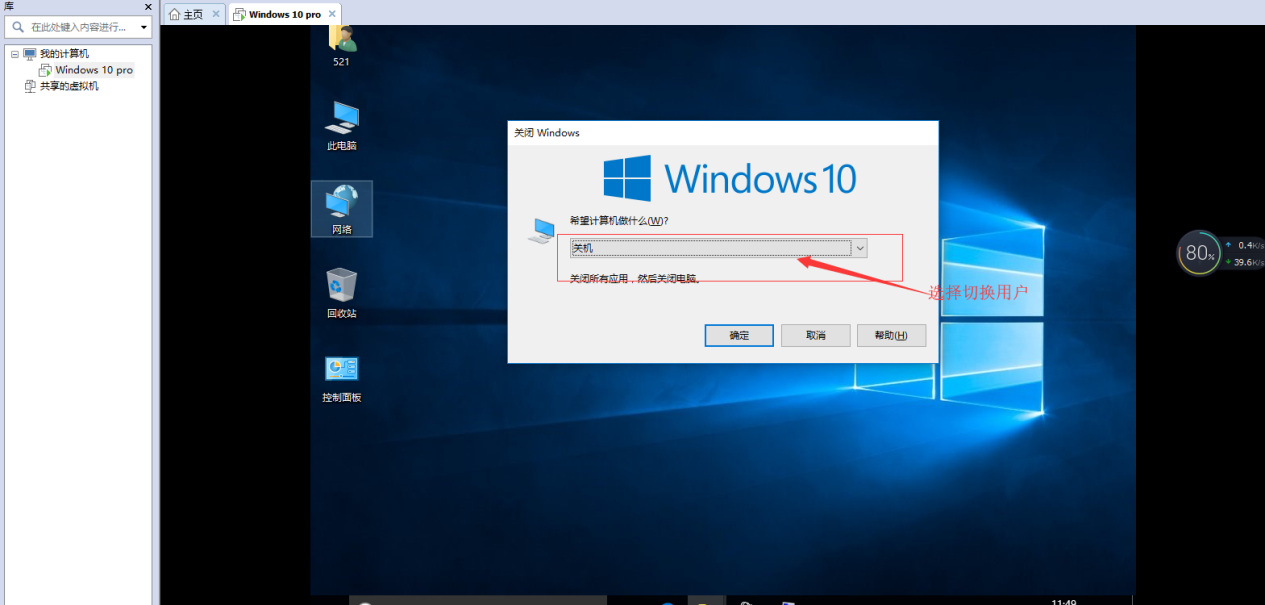 库
主页
Windows 10 pro
在此处键入内容进行...
我的计算机
Windows 10 pro
共享的虚拟机
521
此电脑
网络
回收站
控制面板
关闭 Windows
Windows 10
希望计算机做什么(W)?
关机
关闭所有应用，然后关闭电脑。
选择切换用户
确定
取消
帮助(H)
80%
0.4K/s
39.6K/s
11:49